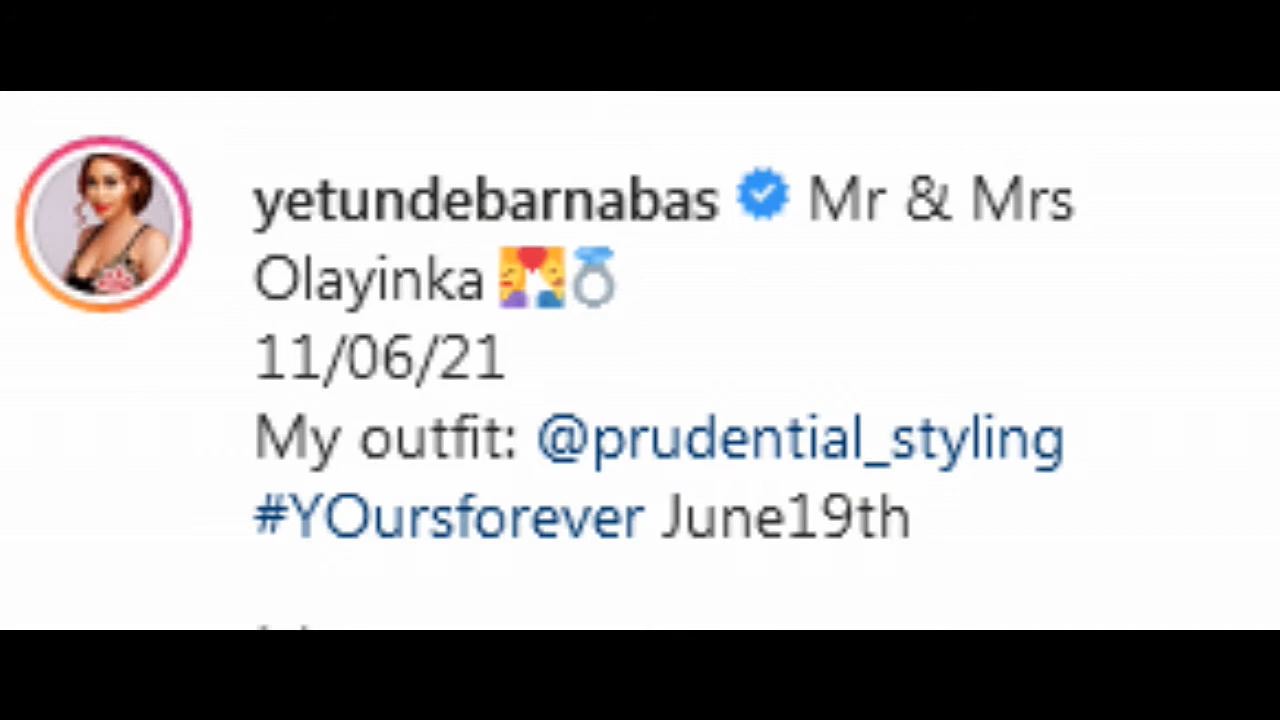 yetundebarnabas Mr & Mrs
Olayinka 💏💍
11/06/21
My outfit: @prudential_styling
#YOursforever June19th